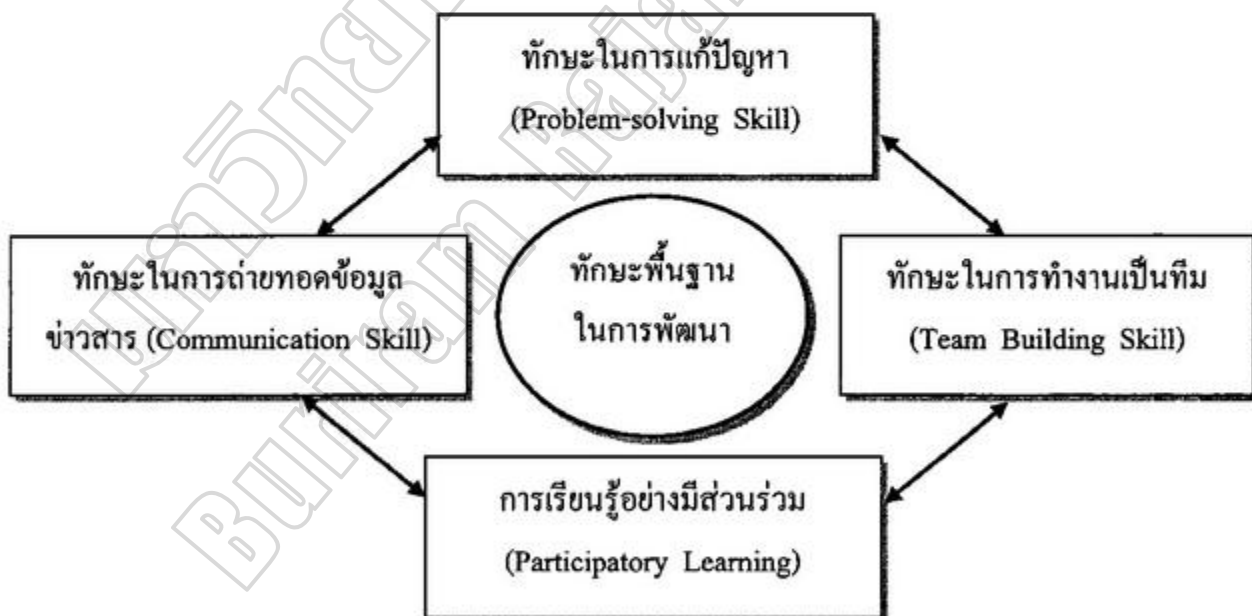 ทักษะในการแก้ปัญหา
(Problem-solving Skill)
ทักษะในการถ่ายทอดข้อมูล
ข่าวสาร (Communication Skill)
ทักษะพื้นฐาน
ในการพัฒนา
ทักษะในการทำงานเป็นทีม
(Team Building Skill)
การเรียนรู้อย่างมีส่วนร่วม
(Participatory Learning)
Buriram